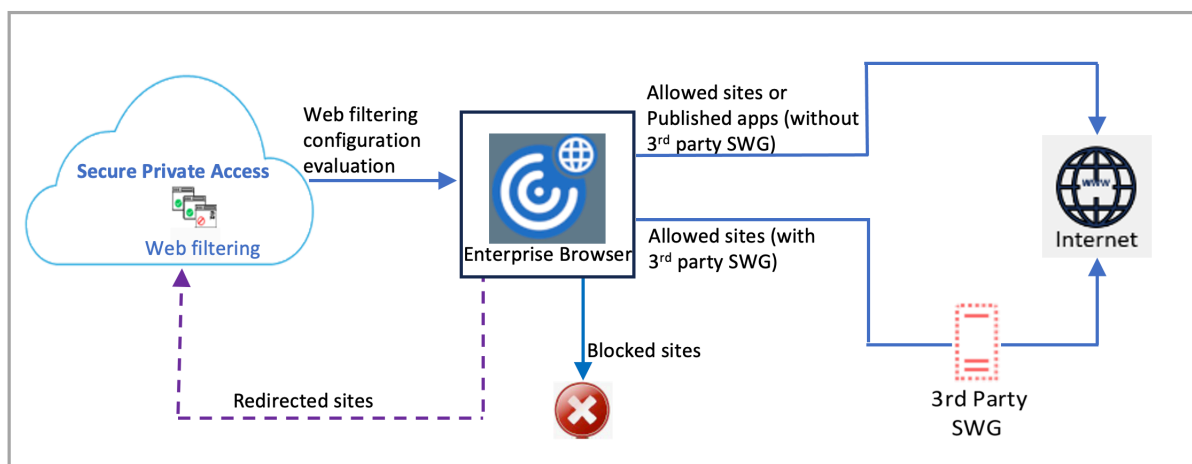 Secure Private Access
Web filtering
Web filtering
configuration
evaluation
Enterprise Browser
Allowed sites or
Published apps (without
3rd party SWG)
Allowed sites (with
3rd party SWG)
WWW
Internet
Blocked sites
Redirected sites
3rd Party
SWG